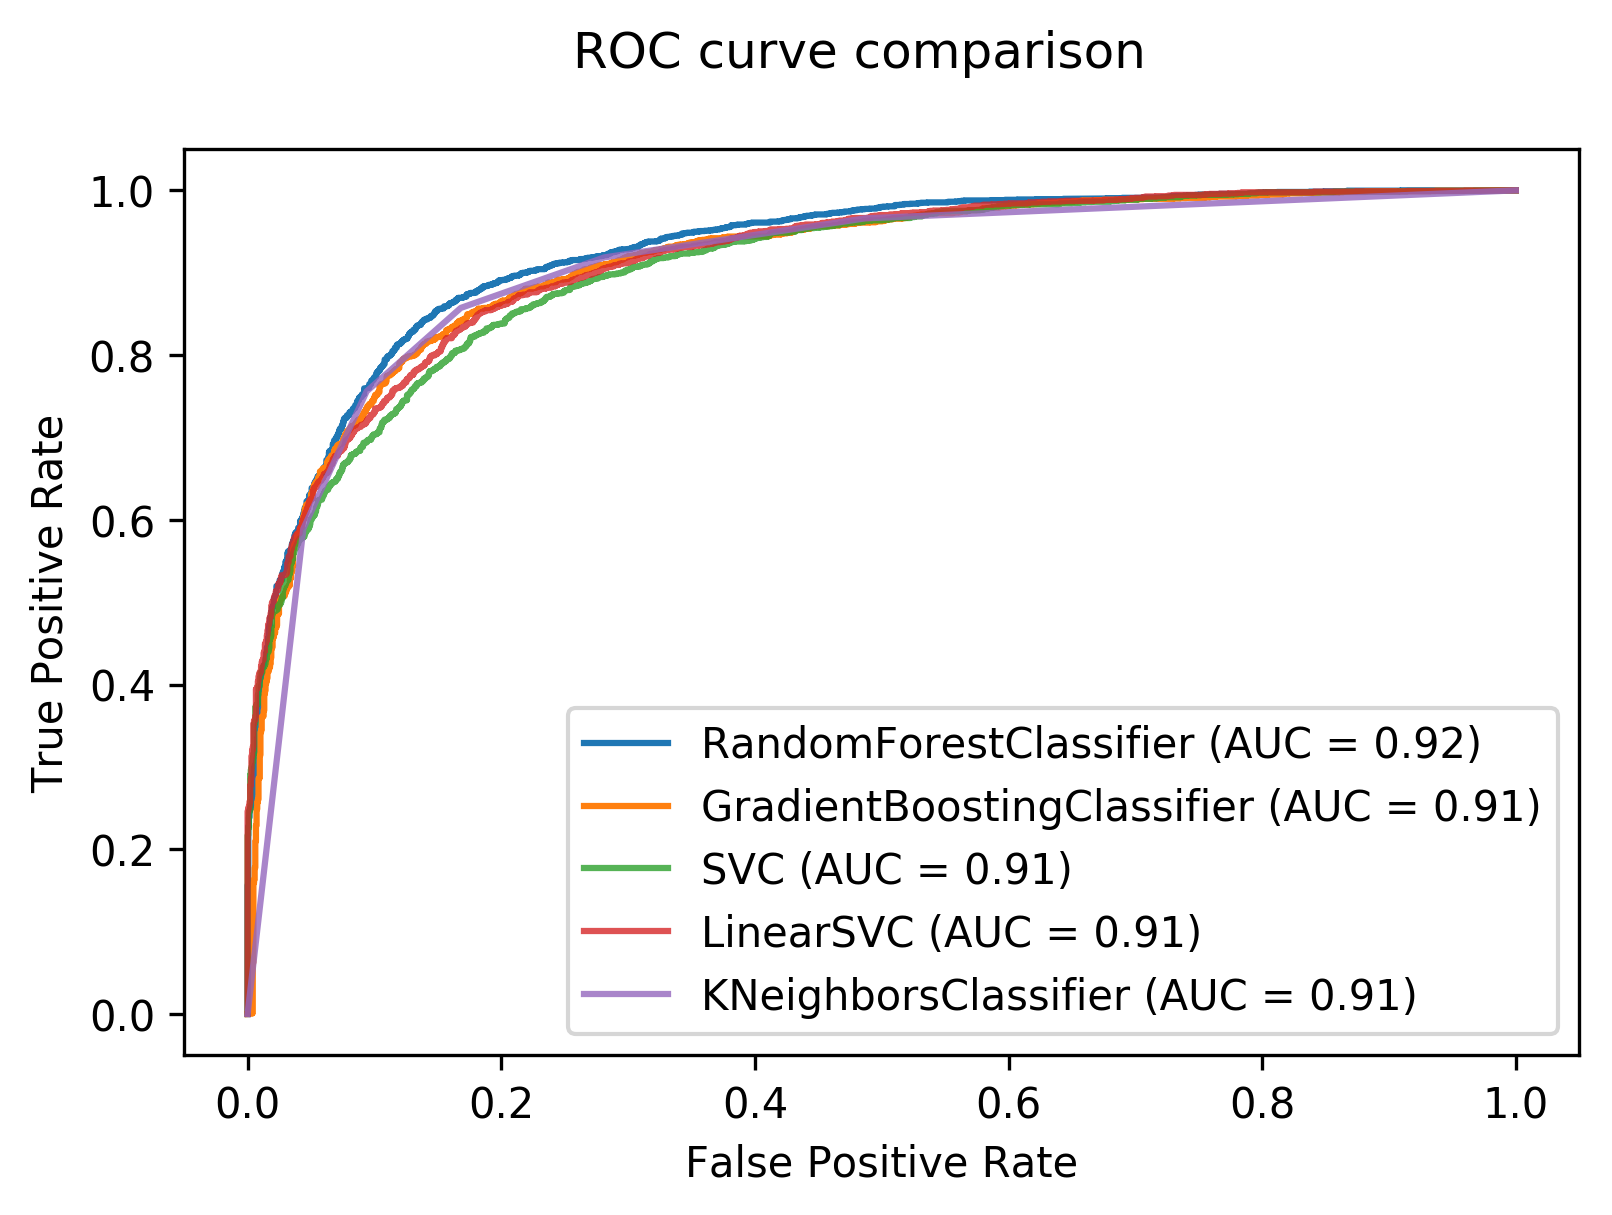 ROC curve comparison
1.0
0.8
0.6
0.4
0.2
0.0
True Positive Rate
RandomForestClassifier (AUC = 0.92)
GradientBoostingClassifier (AUC = 0.91)
SVC (AUC = 0.91)
LinearSVC (AUC = 0.91)
KNeighborsClassifier (AUC = 0.91)
0.0 0.2 0.4 0.6 0.8 1.0
False Positive Rate